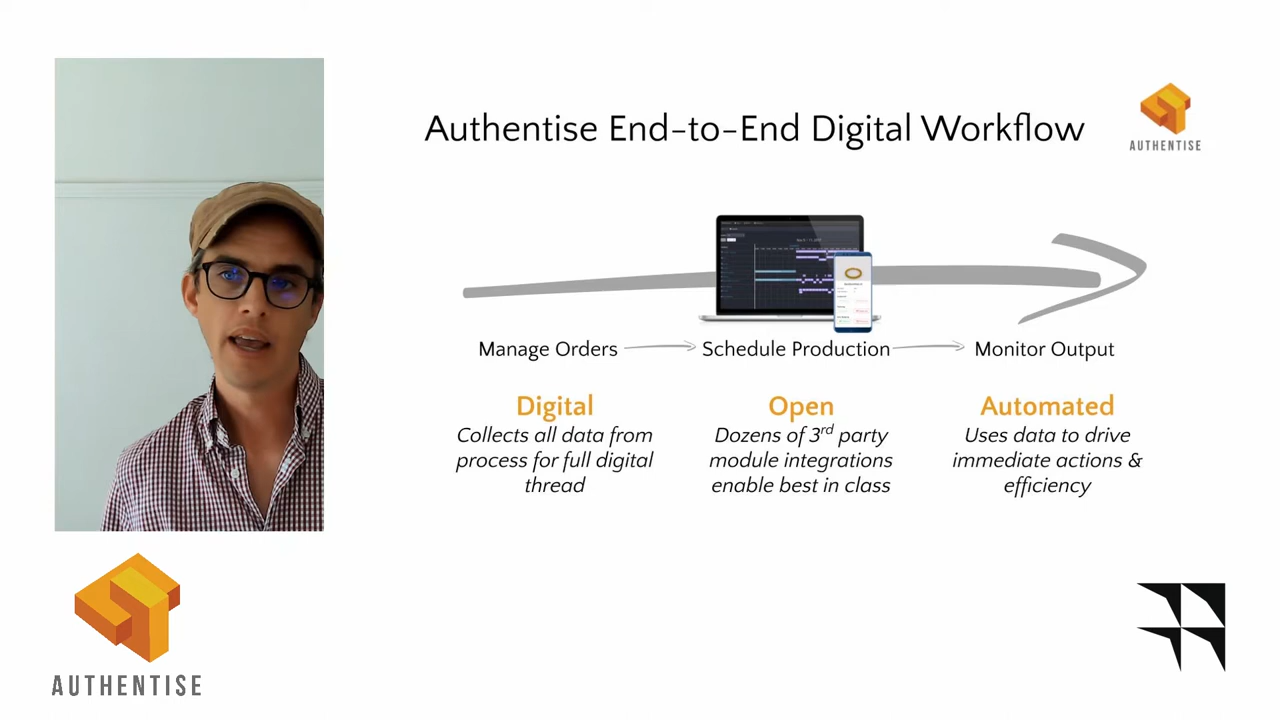 Authentise End-to-End Digital Workflow
AUTHENTISE
Manage Orders
Schedule Production
Monitor Output
Digital
Collects all data from
process for full digital
thread
Open
Dozens of 3rd party
module integrations
enable best in class
Automated
Uses data to drive
immediate actions &
efficiency
AUTHENTISE